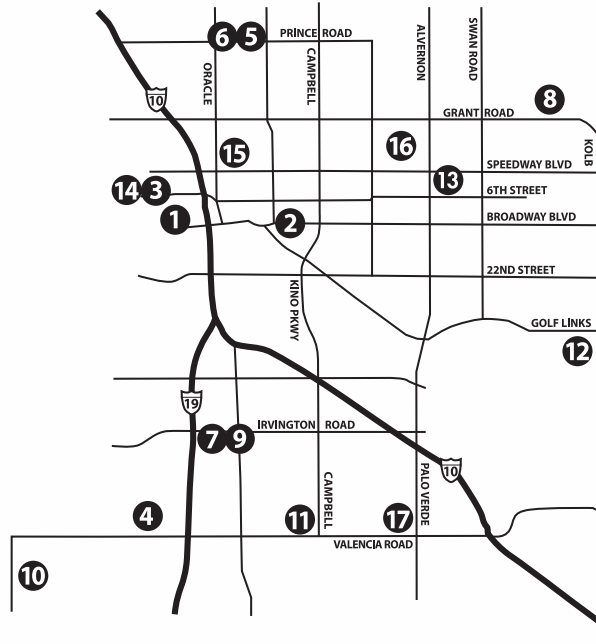 6 5 PRINCE ROAD
ORACLE
CAMPBELL
ALVERNON
SWAN ROAD
10
8
GRANT ROAD
KOLB
15
16
SPEEDWAY BLVD
14 3
13
6TH STREET
1
2
BROADWAY BLVD
22ND STREET
KINO PKWY
GOLF LINKS
12
19
7 9 IRVINGTON ROAD
10
PALO VERDE
CAMPBELL
4
11
17
VALENCIA ROAD
10